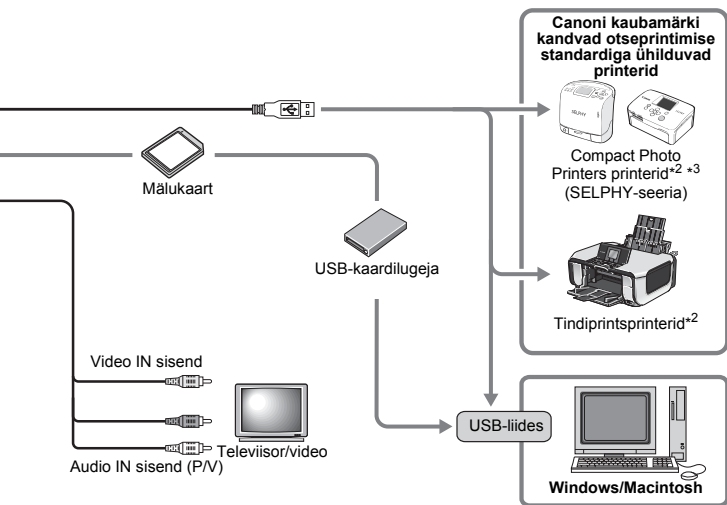 Canoni kaubamärki
kandvad otseprintimise
standardiga ühilduvad
printerid
SELPHY
Compact Photo
Printers printerid*2 *3
(SELPHY-seeria)
Mälukaart
USB-kaardilugeja
Tindiprintsprinterid*2
Video IN sisend
Televiisor/video
Audio IN sisend (P/V)
USB-liides
Windows/Macintosh